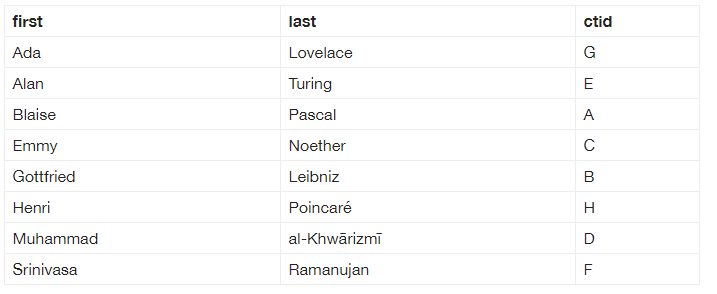 first last ctid
Ada Lovelace G
Alan Turing E
Blaise Pascal A
Emmy Noether C
Gottfried Leibniz B
Henri Poincaré H
Muhammad al-Khwārizmī D
Srinivasa Ramanujan F